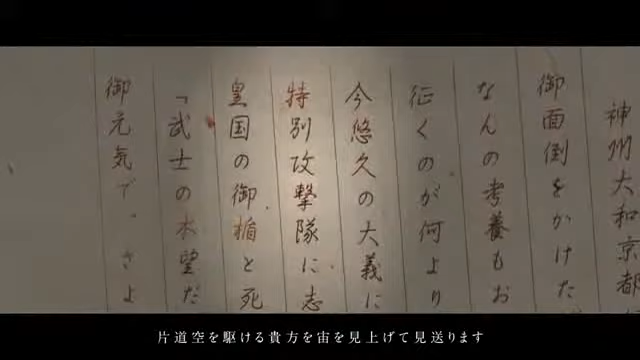 神州大和京都
御面倒をかけた
なんの孝養もお
征くのが何より
今悠久の大義に
特別攻撃隊に志
皇国の御楯と死
「武士の本望だ
御元気で。さよ
片道空を駆ける貴方を宙を見上げて見送ります